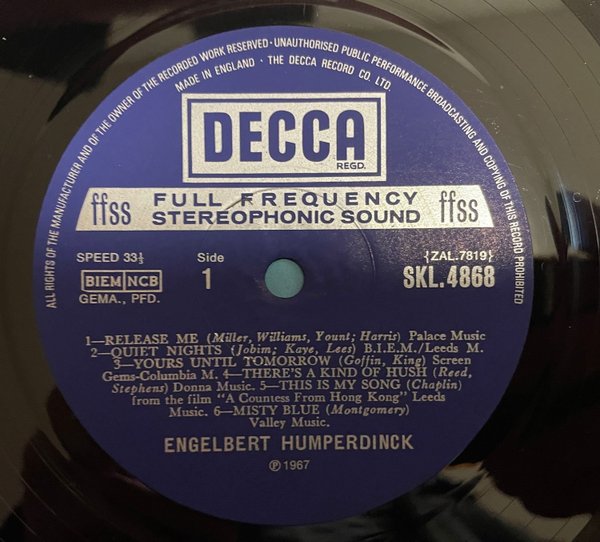 ALL RIGHTS OF THE MANUFACTURER AND OF THE OWNER OF THE RECORDED WORK RESERVED · UNAUTHORISED PUBLIC PERFORMANCE BROADCASTING AND COPYING OF THIS RECORD PROHIBITED
MADE IN ENGLAND · THE DECCA RECORD CO. LTD
DECCA
REGD.
ffss FULL FREQUENCY ffss
STEREOPHONIC SOUND
SPEED 33⅓ Side {ZAL.7819}
BIEM NCB 1 SKL.4868
GEMA., PFD.
1—RELEASE ME (Miller, Williams, Yount; Harris) Palace Music
2—QUIET NIGHTS (Jobim; Kaye, Lees) B.I.E.M./Leeds M.
3—YOURS UNTIL TOMORROW (Goffin, King) Screen
Gems-Columbia M. 4—THERE'S A KIND OF HUSH (Reed,
Stephens) Donna Music. 5—THIS IS MY SONG (Chaplin)
from the film "A Countess From Hong Kong" Leeds
Music. 6—MISTY BLUE (Montgomery)
Valley Music.
ENGELBERT HUMPERDINCK
Ⓟ 1967